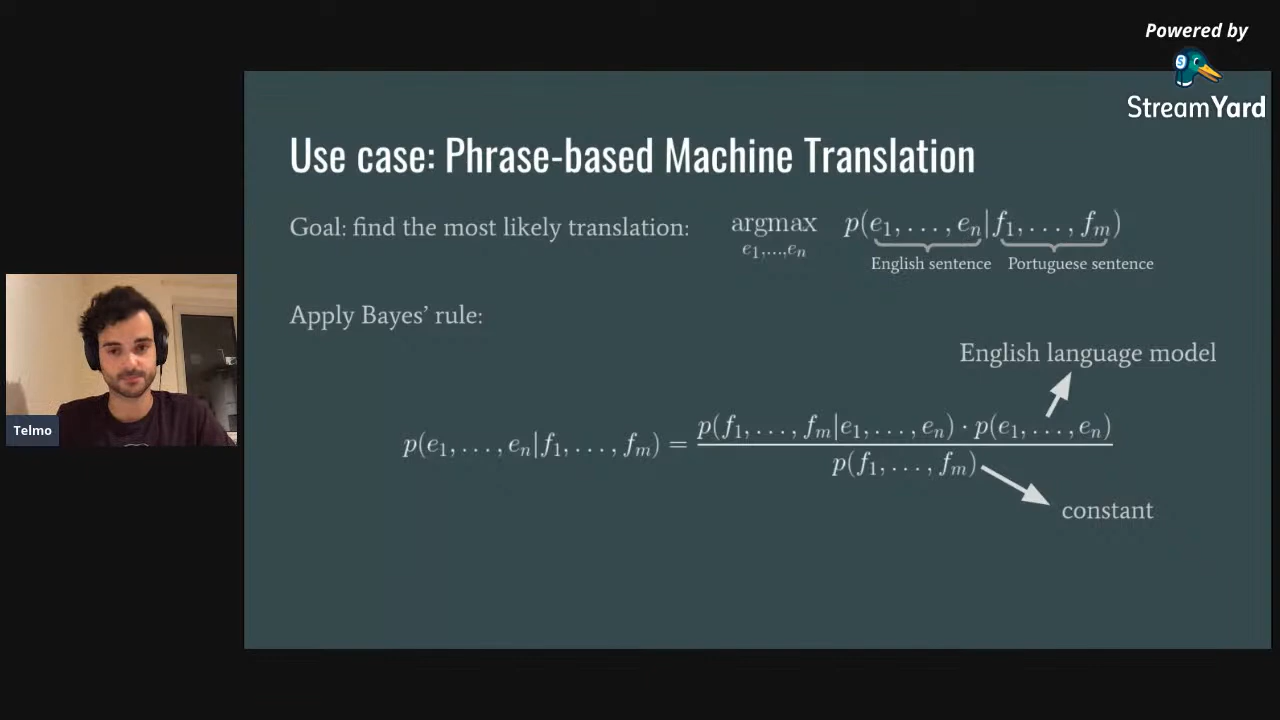 Powered by
StreamYard
Use case: Phrase-based Machine Translation
Goal: find the most likely translation: argmax p(e₁, . . . , eₙ|f₁, . . . , fₘ)
e₁,...,eₙ
English sentence Portuguese sentence
Apply Bayes’ rule:
English language model
p(f₁, . . . , fₘ|e₁, . . . , eₙ) · p(e₁, . . . , eₙ)
p(e₁, . . . , eₙ|f₁, . . . , fₘ) =
p(f₁, . . . , fₘ)
constant
Telmo